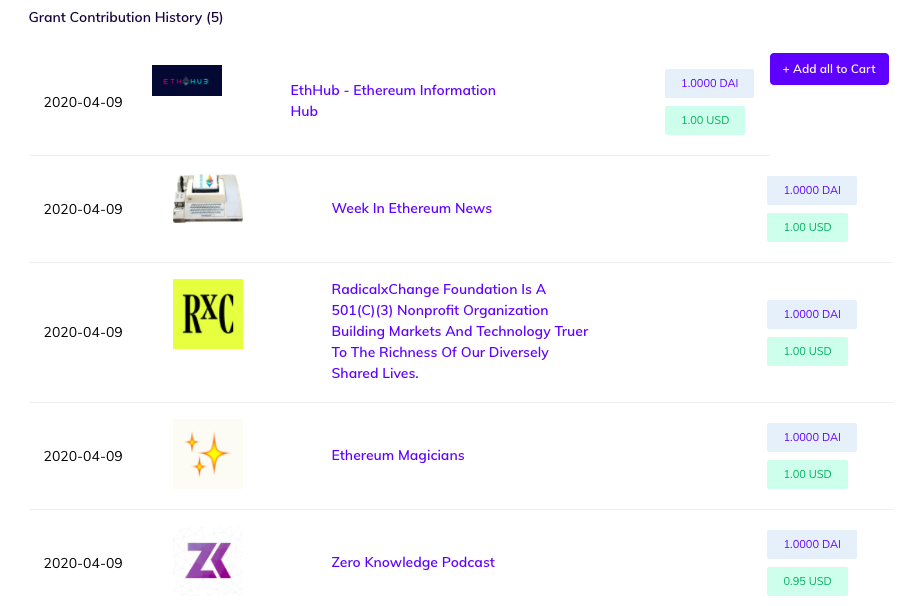 Grant Contribution History (5)
+ Add all to Cart
2020-04-09
ETHHUB
EthHub - Ethereum Information
Hub
1.0000 DAI
1.00 USD
2020-04-09
Week In Ethereum News
1.0000 DAI
1.00 USD
2020-04-09
RXC
RadicalxChange Foundation Is A
501(C)(3) Nonprofit Organization
Building Markets And Technology Truer
To The Richness Of Our Diversely
Shared Lives.
1.0000 DAI
1.00 USD
2020-04-09
Ethereum Magicians
1.0000 DAI
1.00 USD
2020-04-09
ZK
Zero Knowledge Podcast
1.0000 DAI
0.95 USD